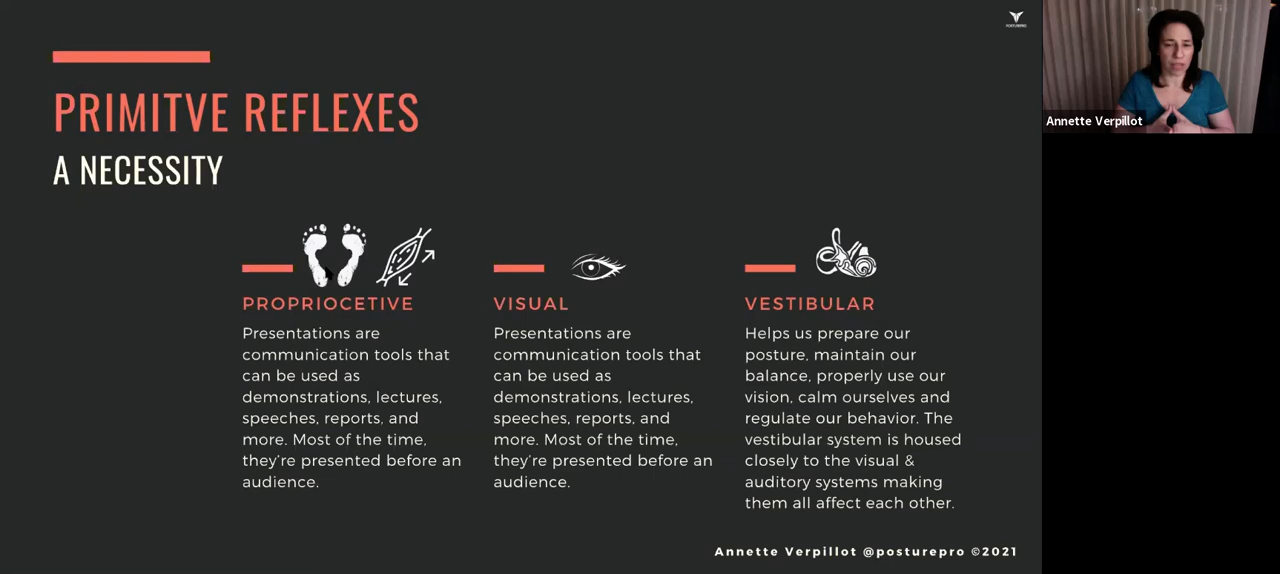 PRIMITVE REFLEXES
A NECESSITY
PROPRIOCETIVE
Presentations are
communication tools that
can be used as
demonstrations, lectures,
speeches, reports, and
more. Most of the time,
they're presented before an
audience.
VISUAL
Presentations are
communication tools that
can be used as
demonstrations, lectures,
speeches, reports, and
more. Most of the time,
they're presented before an
audience.
VESTIBULAR
Helps us prepare our
posture, maintain our
balance, properly use our
vision, calm ourselves and
regulate our behavior. The
vestibular system is housed
closely to the visual &
auditory systems making
them all affect each other.
Annette Verpillot @posturepro ©2021
Annette Verpillot